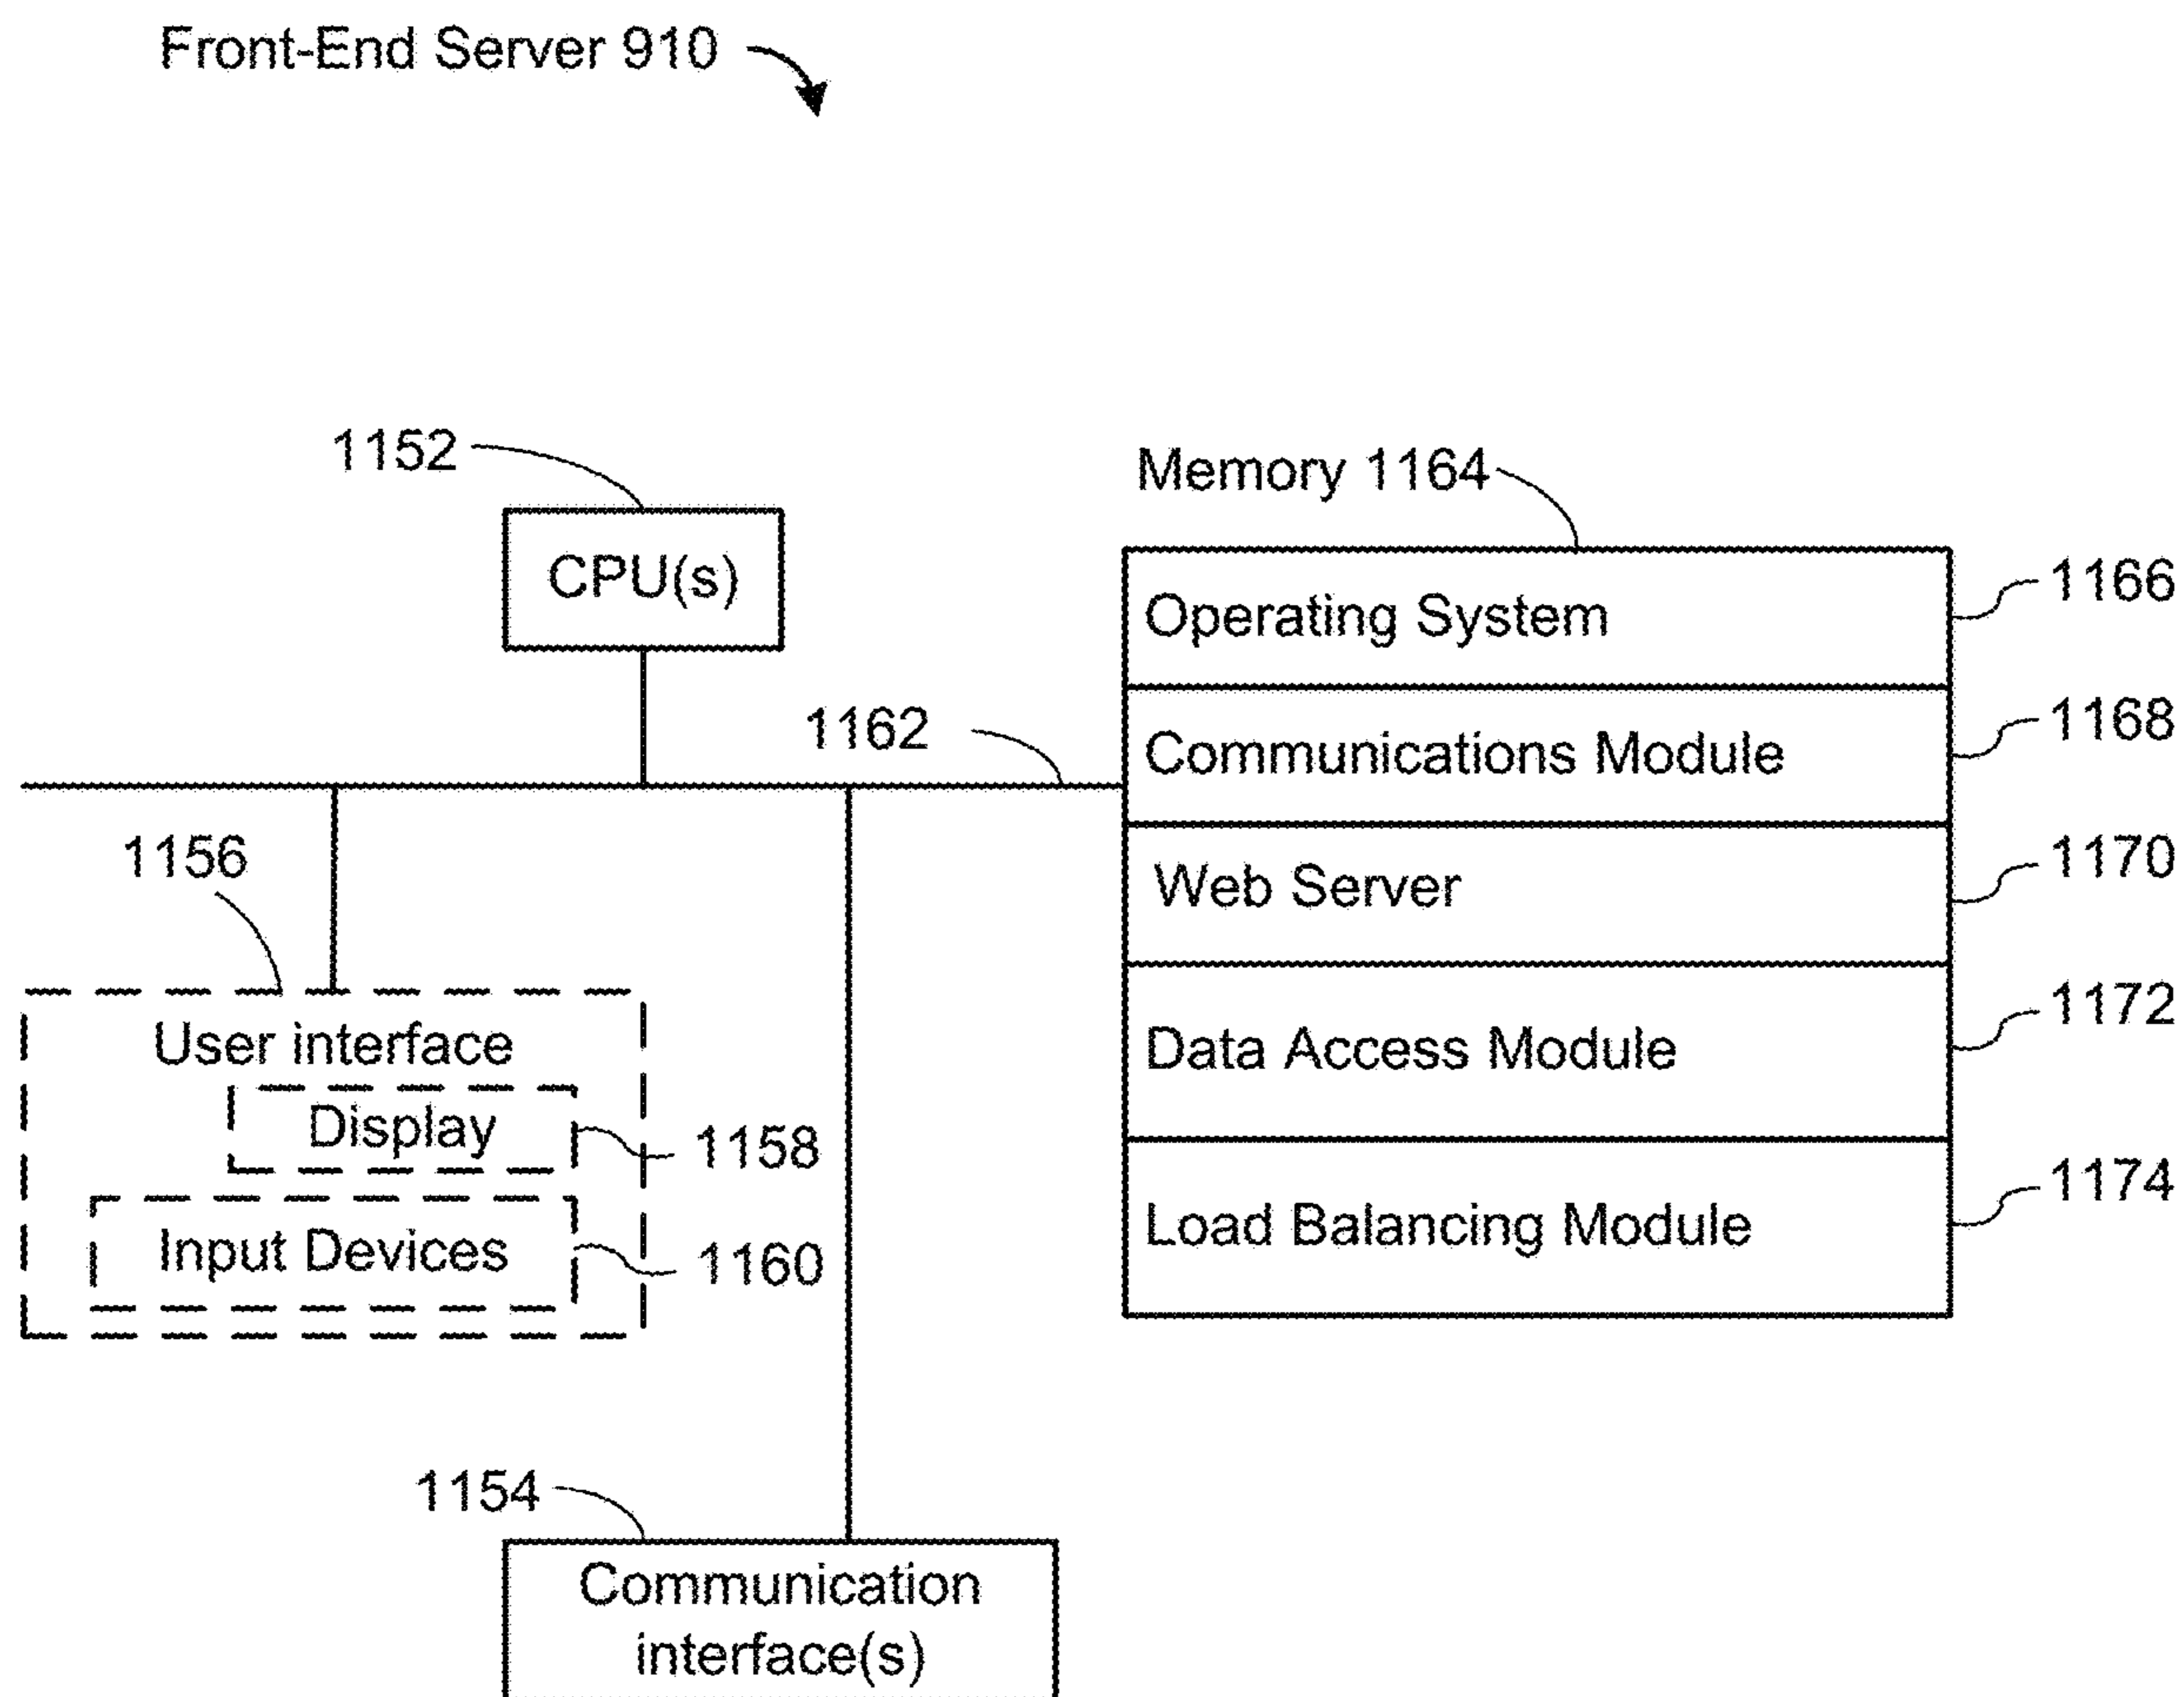 Front-End Server 910
1152
CPU(s)
1162
Memory 1164
Operating System
1166
Communications Module
1168
Web Server
1170
Data Access Module
1172
Load Balancing Module
1174
1156
User interface
Display
1158
Input Devices
1160
1154
Communication
interface(s)